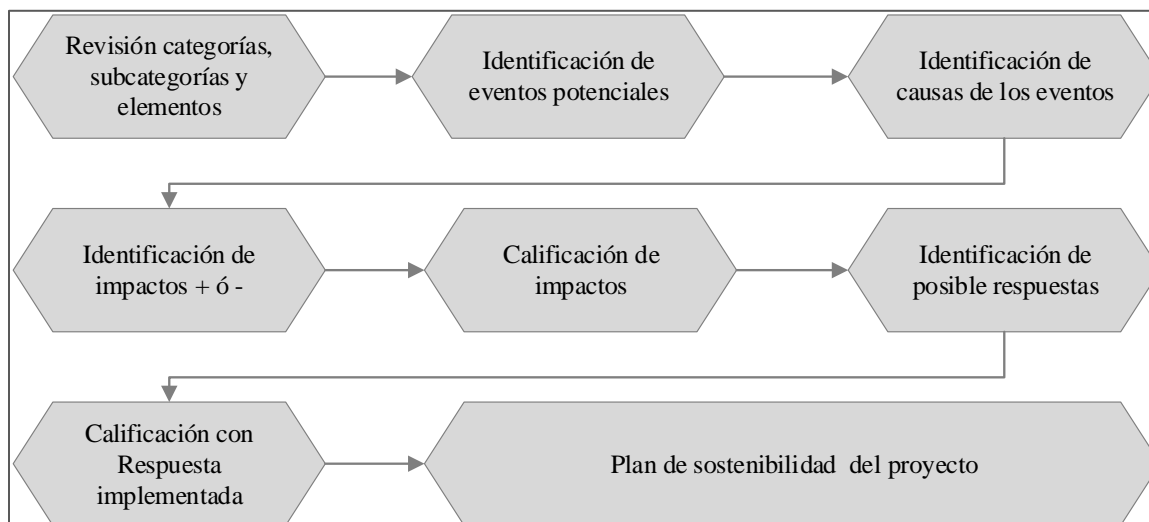 Revisión categorías,
subcategorías y
elementos
Identificación de
eventos potenciales
Identificación de
causas de los eventos
Identificación de
impactos + ó -
Calificación de
impactos
Identificación de
posible respuestas
Calificación con
Respuesta
implementada
Plan de sostenibilidad del proyecto